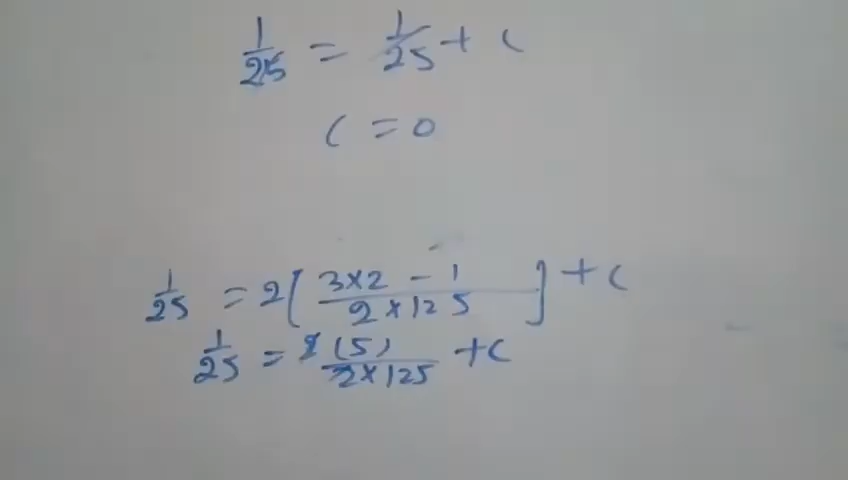 1/25 = 1/25 + C
C = 0
1/25 = 2[ (3×2 - 1)/(2×125) ] + C
1/25 = 2(5)/(2×125) + C